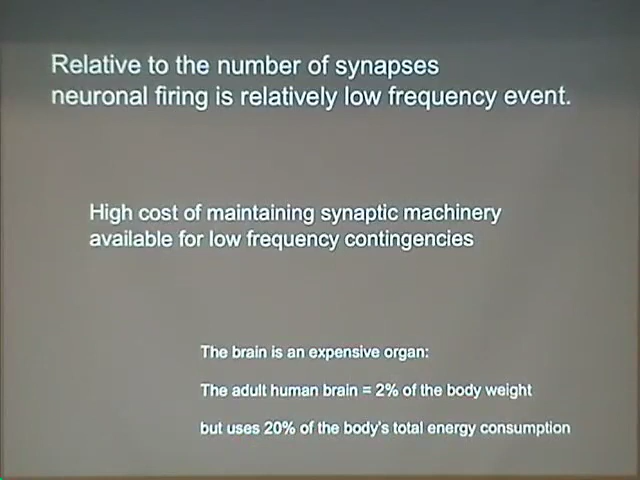 Relative to the number of synapses
neuronal firing is relatively low frequency event.
High cost of maintaining synaptic machinery
available for low frequency contingencies
The brain is an expensive organ:
The adult human brain = 2% of the body weight
but uses 20% of the body's total energy consumption